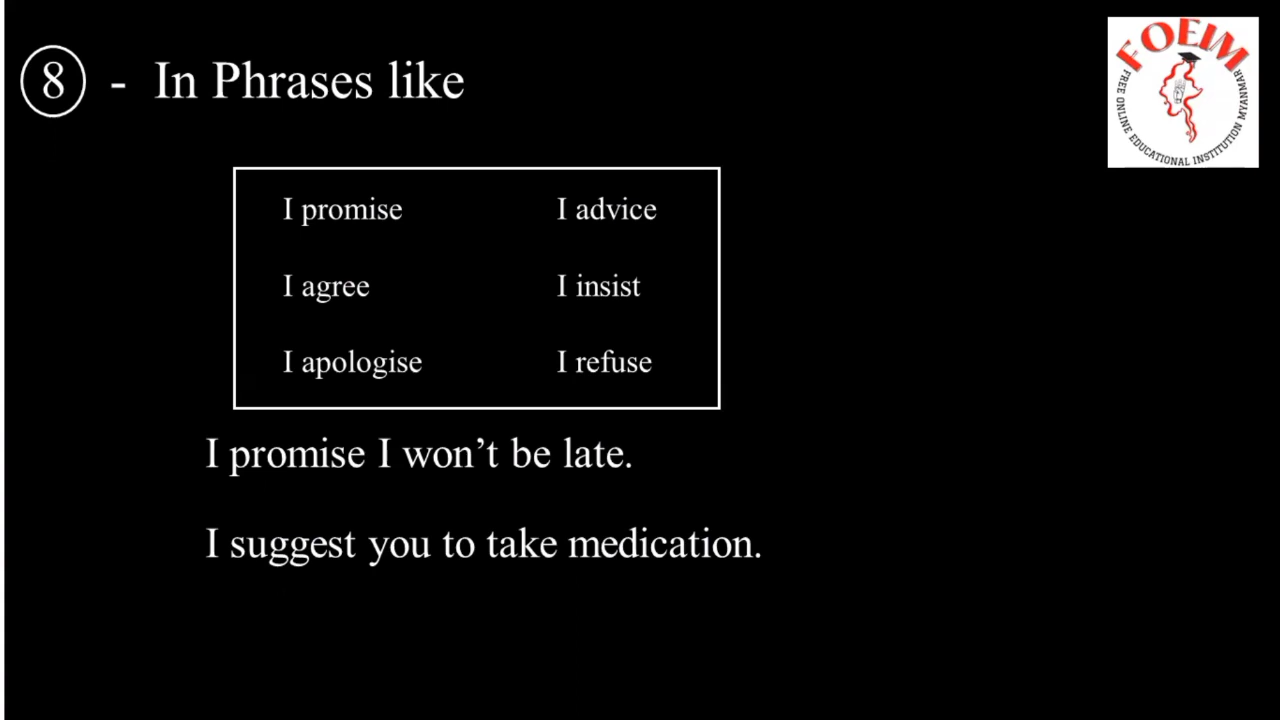 8 - In Phrases like
FOEIM
FREE ONLINE EDUCATIONAL INSTITUTION MYANMAR
I promise I advice
I agree I insist
I apologise I refuse
I promise I won’t be late.
I suggest you to take medication.